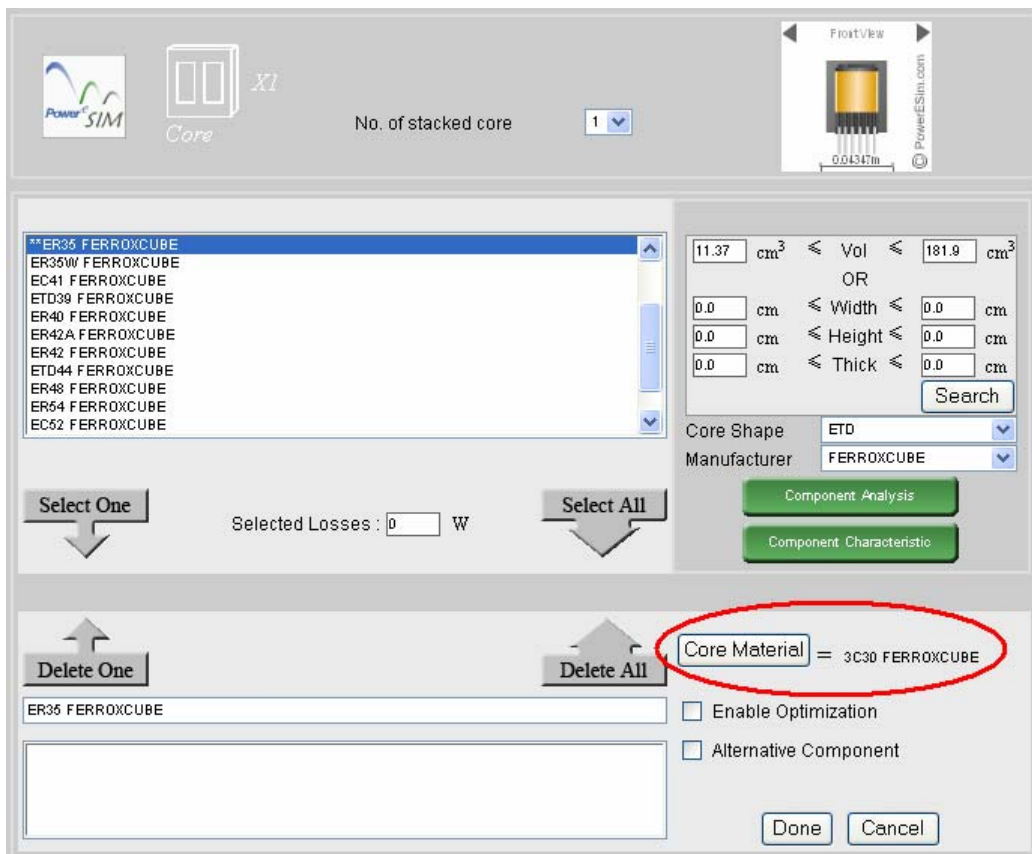 Power e SIM
X1
Core
No. of stacked core 1
FrontView
0.04347m
© PowerESim.com
**ER35 FERROXCUBE
ER35W FERROXCUBE
EC41 FERROXCUBE
ETD39 FERROXCUBE
ER40 FERROXCUBE
ER42A FERROXCUBE
ER42 FERROXCUBE
ETD44 FERROXCUBE
ER48 FERROXCUBE
ER54 FERROXCUBE
EC52 FERROXCUBE
11.37 cm³ ≤ Vol ≤ 181.9 cm³
OR
0.0 cm ≤ Width ≤ 0.0 cm
0.0 cm ≤ Height ≤ 0.0 cm
0.0 cm ≤ Thick ≤ 0.0 cm
Search
Core Shape ETD
Manufacturer FERROXCUBE
Component Analysis
Component Characteristic
Select One
Selected Losses : 0 W
Select All
Delete One
Delete All
Core Material = 3C30 FERROXCUBE
ER35 FERROXCUBE
Enable Optimization
Alternative Component
Done Cancel